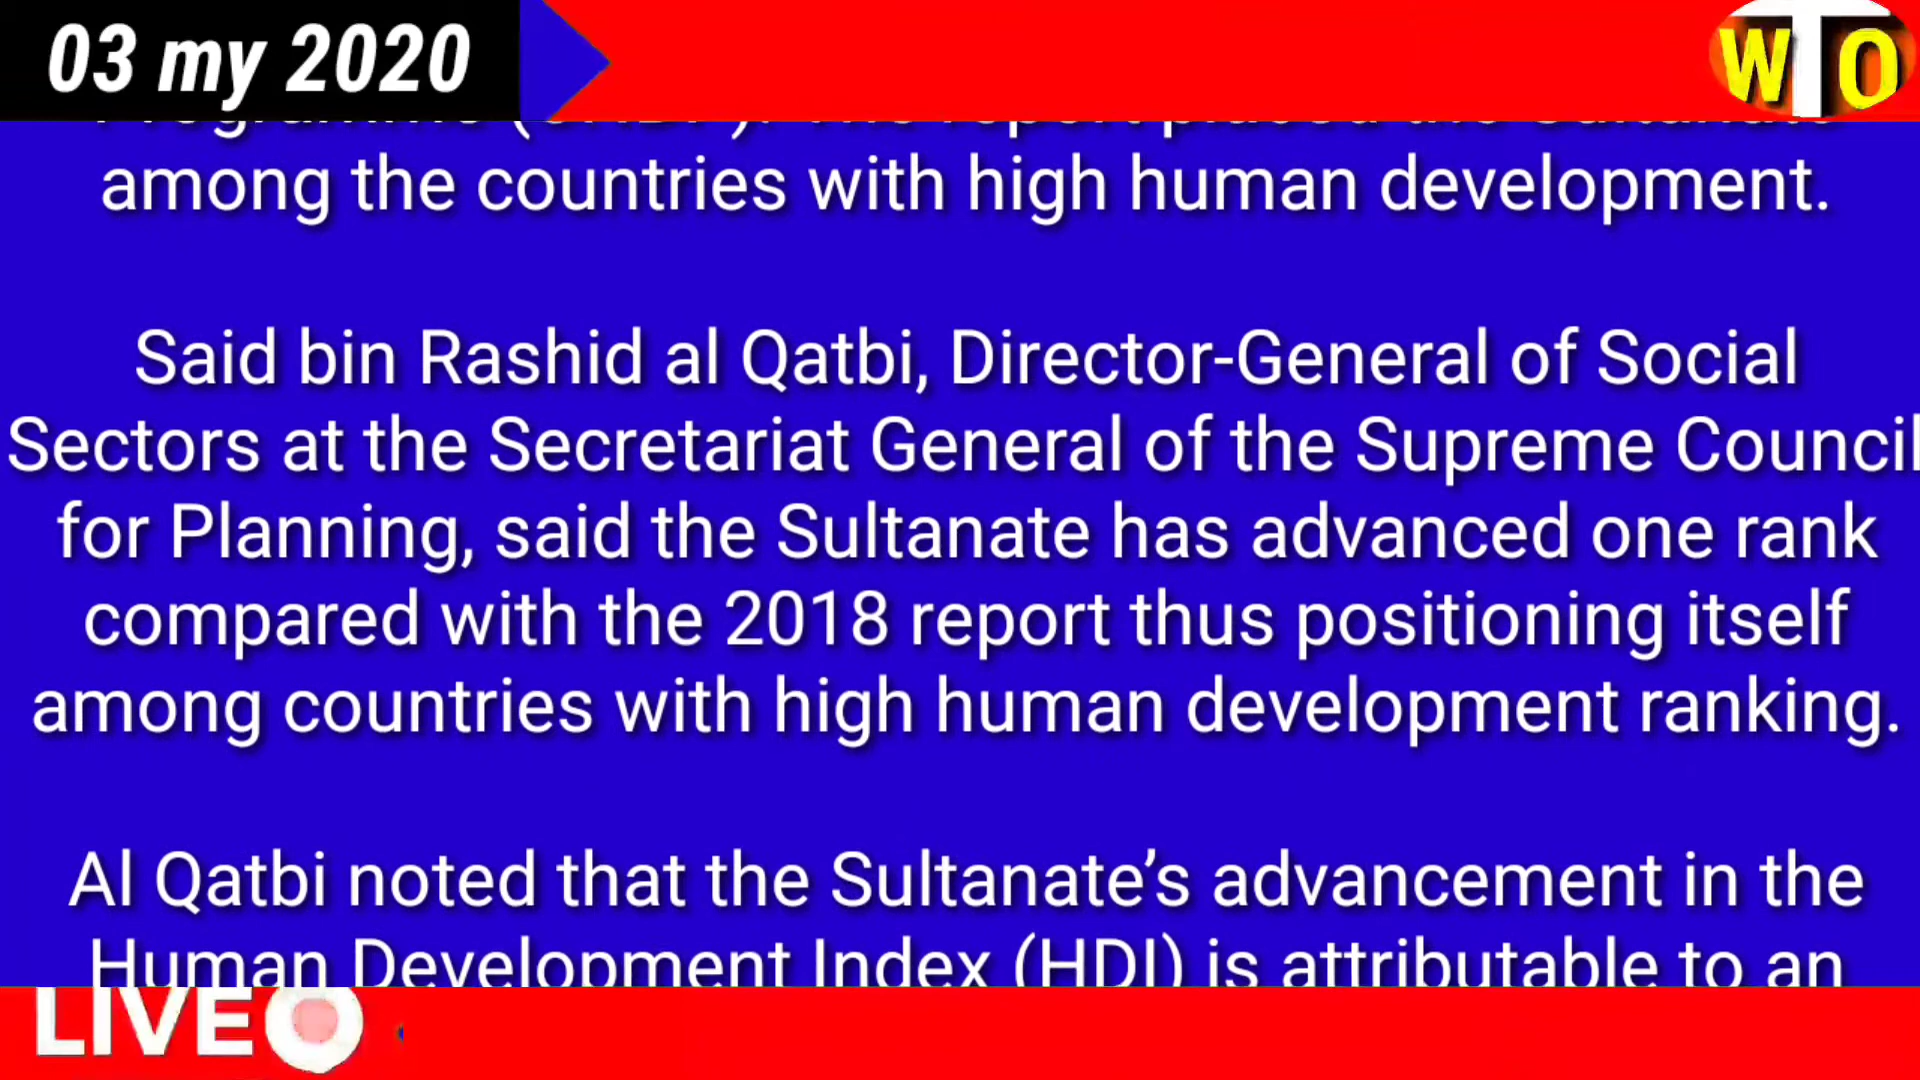 03 my 2020
WTO
among the countries with high human development.
Said bin Rashid al Qatbi, Director-General of Social
Sectors at the Secretariat General of the Supreme Council
for Planning, said the Sultanate has advanced one rank
compared with the 2018 report thus positioning itself
among countries with high human development ranking.
Al Qatbi noted that the Sultanate’s advancement in the
Human Development Index (HDI) is attributable to an
LIVE